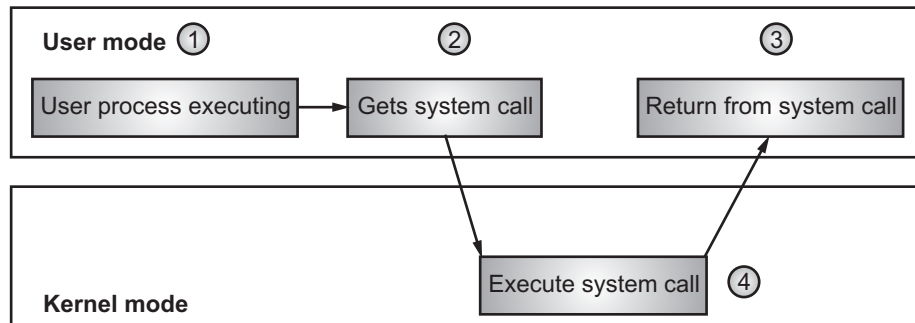 User mode 1 2 3
User process executing Gets system call Return from system call
Execute system call 4
Kernel mode